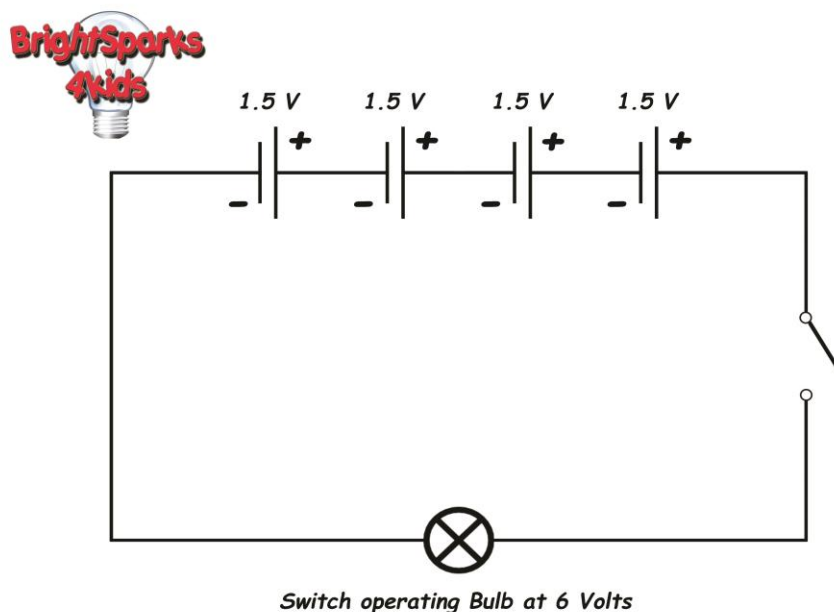 BrightSparks
4kids
1.5 V 1.5 V 1.5 V 1.5 V
+ + + +
- - - -
Switch operating Bulb at 6 Volts